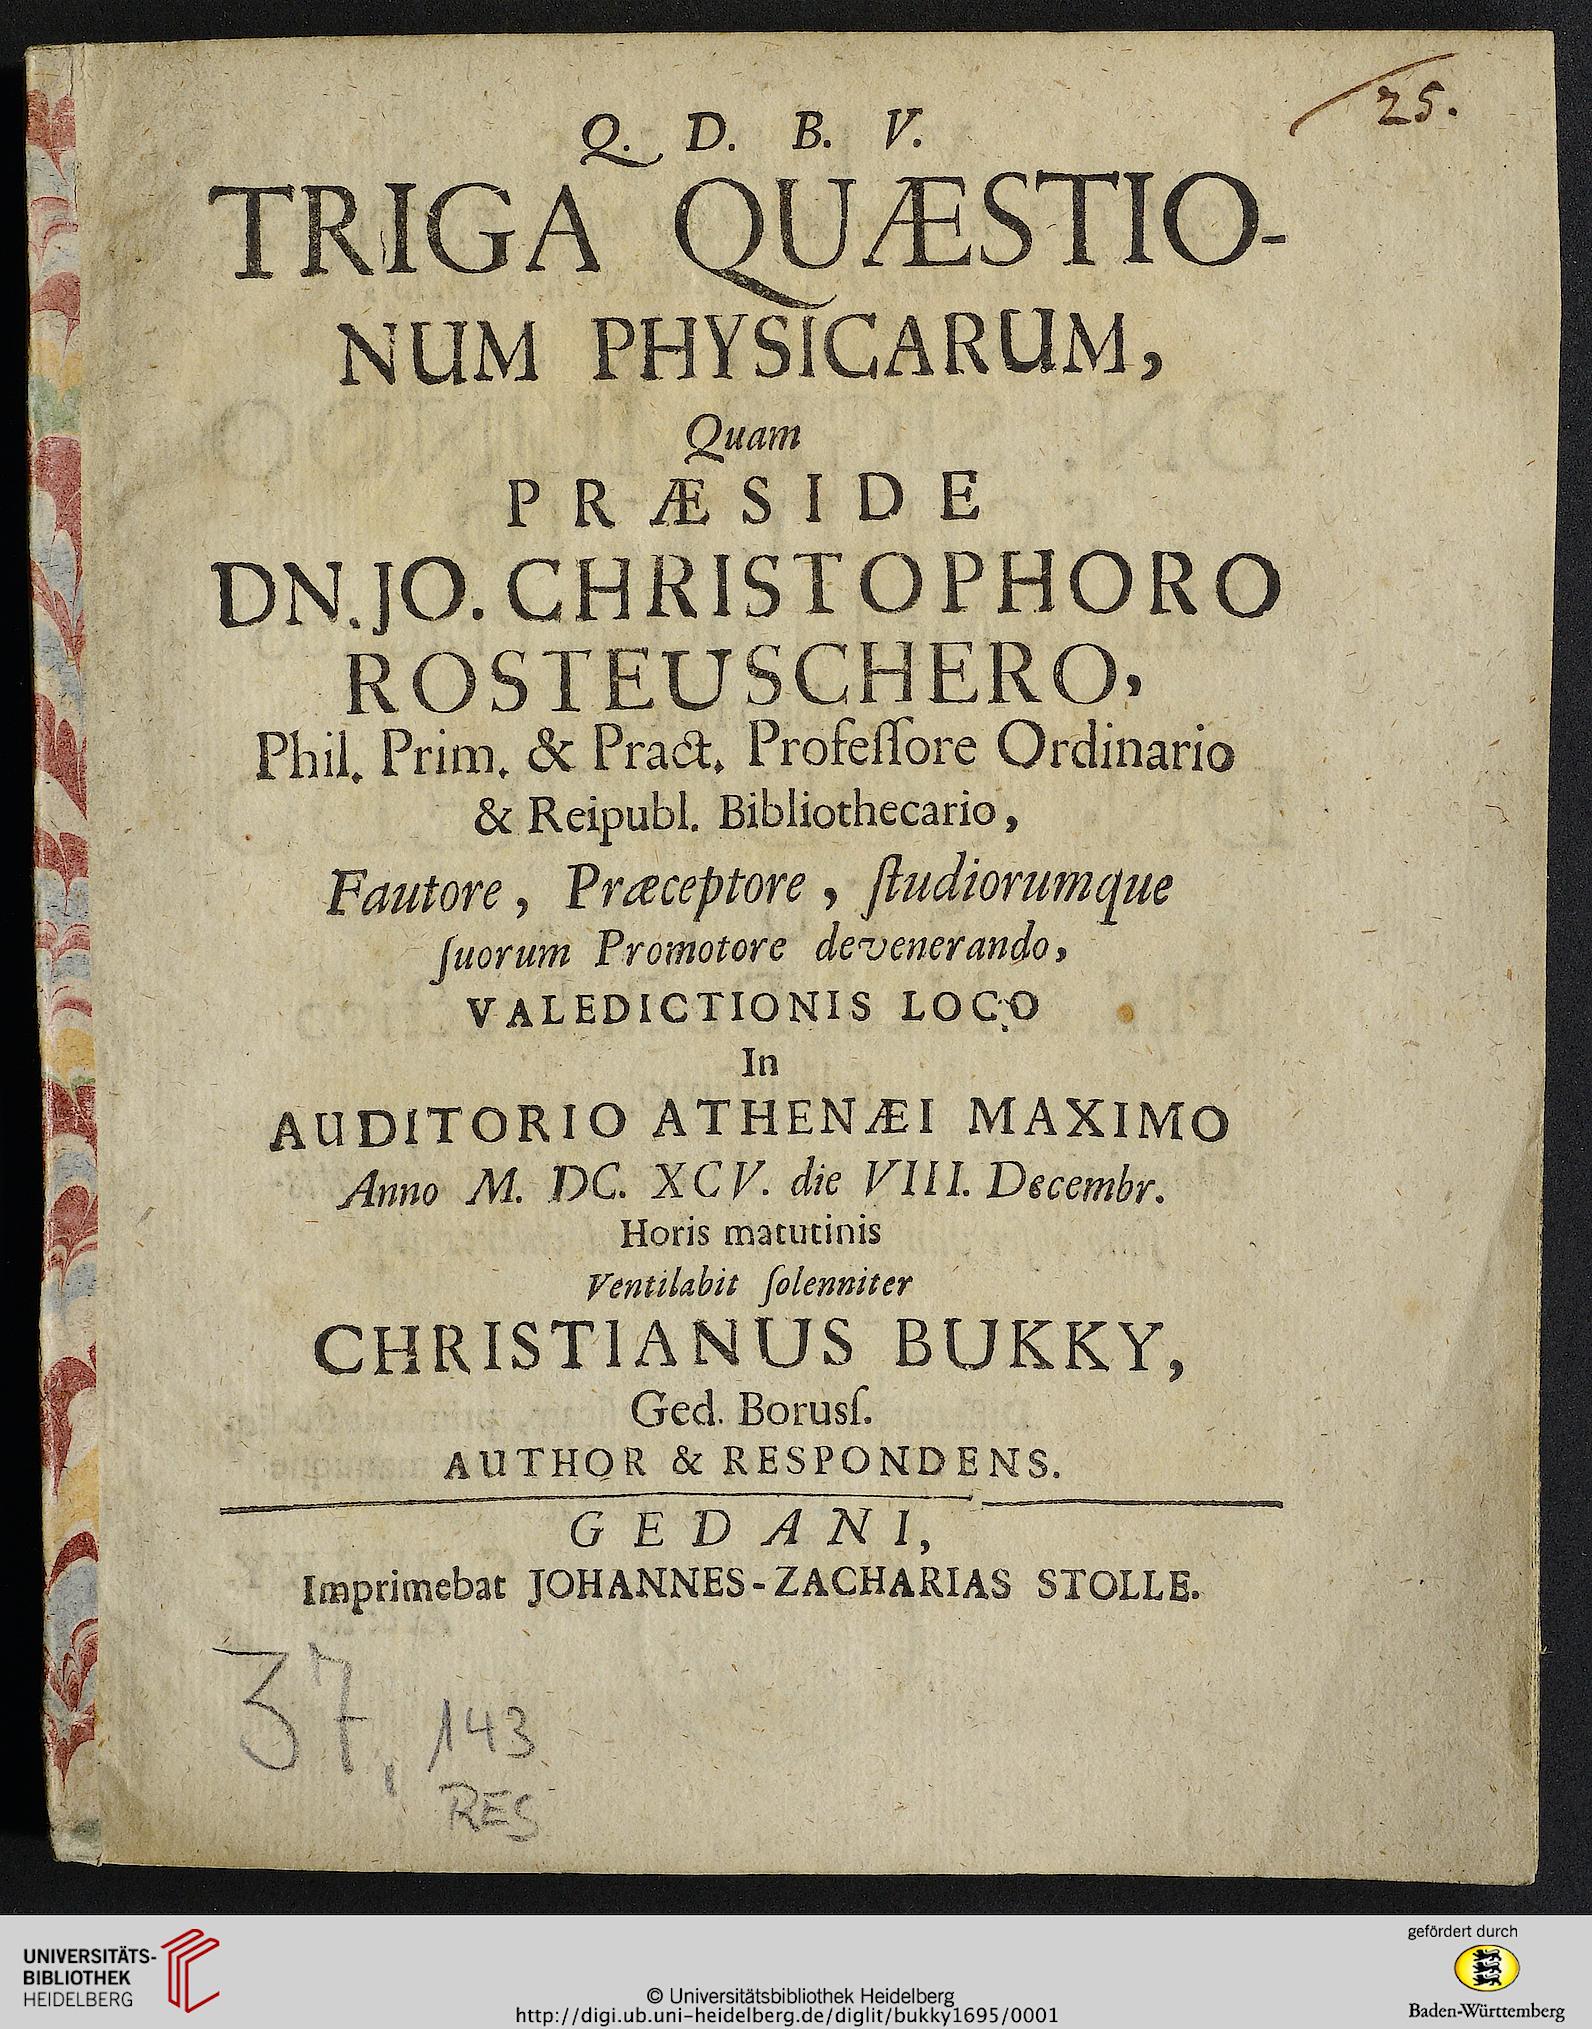 25.
Q. D. B. V.
TRIGA QUÆSTIO-
NUM PHYSICARUM,
Quam
PRÆSIDE
DN. JO. CHRISTOPHORO
ROSTEUSCHERO,
Phil. Prim. & Pract. Profeſſore Ordinario
& Reipubl. Bibliothecario,
Fautore, Præceptore, ſtudiorumque
ſuorum Promotore devenerando,
VALEDICTIONIS LOCO
In
AUDITORIO ATHENÆI MAXIMO
Anno M. DC. XCV. die VIII. Decembr.
Horis matutinis
Ventilabit ſolenniter
CHRISTIANUS BUKKY,
Ged. Borusſ.
AUTHOR & RESPONDENS.
GEDANI,
Imprimebat JOHANNES-ZACHARIAS STOLLE.
37, 143
RES
UNIVERSITÄTS-
BIBLIOTHEK
HEIDELBERG
© Universitätsbibliothek Heidelberg
http://digi.ub.uni-heidelberg.de/diglit/bukky1695/0001
gefördert durch
Baden-Württemberg